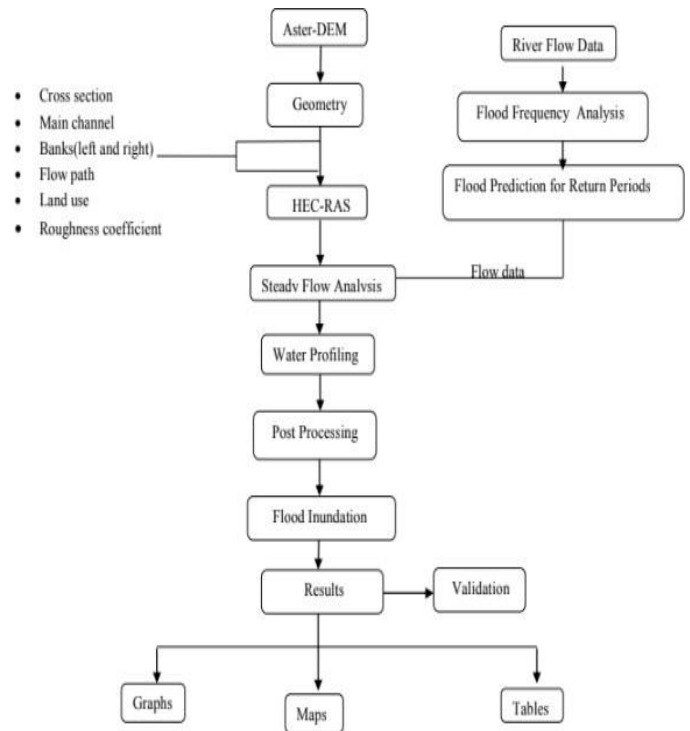 Aster-DEM
River Flow Data
Geometry
Flood Frequency Analysis
Cross section
Main channel
Banks(left and right)
Flow path
Land use
Roughness coefficient
Flood Prediction for Return Periods
HEC-RAS
Flow data
Steady Flow Analysis
Water Profiling
Post Processing
Flood Inundation
Results
Validation
Graphs
Maps
Tables